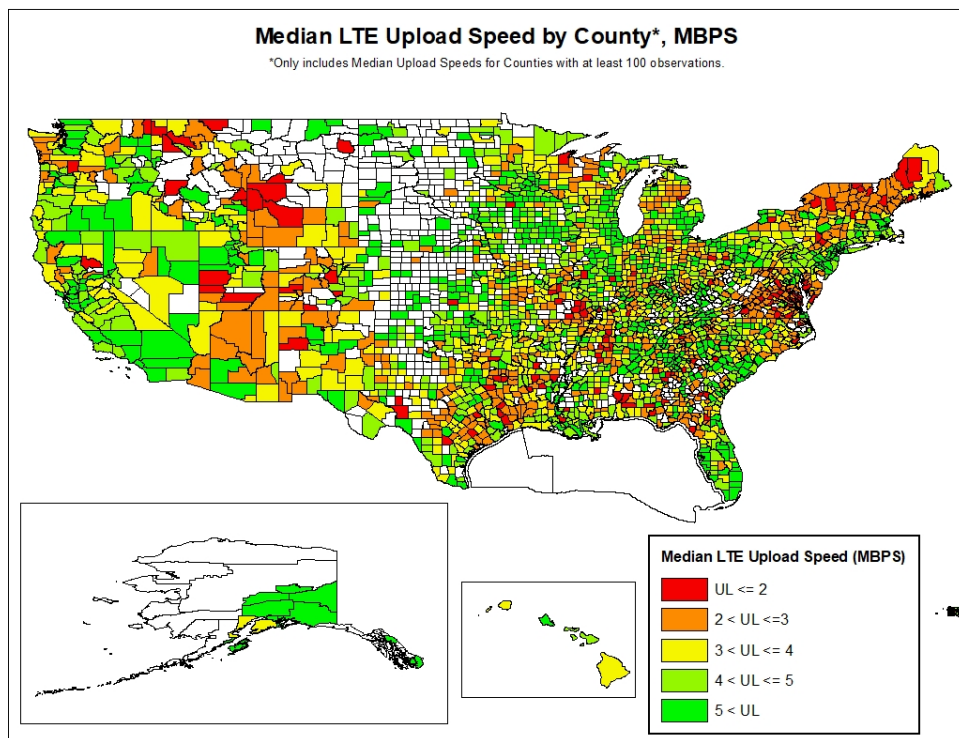 Median LTE Upload Speed by County*, MBPS
*Only includes Median Upload Speeds for Counties with at least 100 observations.
Median LTE Upload Speed (MBPS)
UL <= 2
2 < UL <=3
3 < UL <= 4
4 < UL <= 5
5 < UL